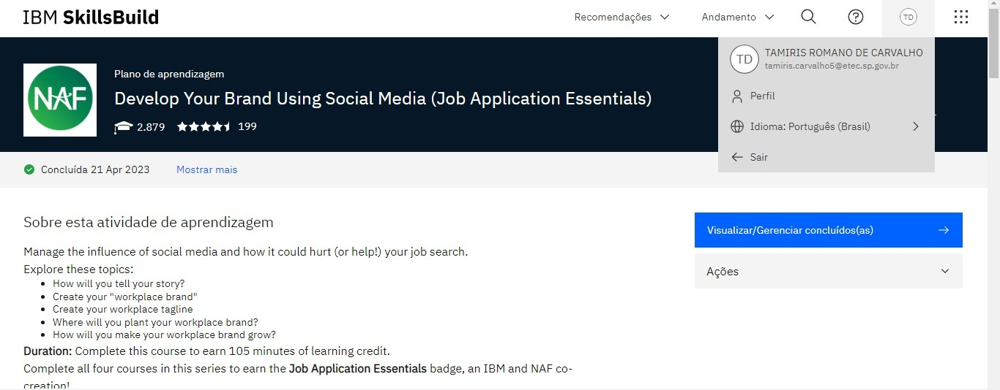 IBM SkillsBuild
Recomendações
Andamento
TD
TD
TAMIRIS ROMANO DE CARVALHO
tamiris.carvalho5@etec.sp.gov.br
Perfil
Idioma: Português (Brasil)
Sair
NAF
Plano de aprendizagem
Develop Your Brand Using Social Media (Job Application Essentials)
2.879 199
Concluída 21 Apr 2023 Mostrar mais
Sobre esta atividade de aprendizagem
Manage the influence of social media and how it could hurt (or help!) your job search.
Explore these topics:
• How will you tell your story?
• Create your "workplace brand"
• Create your workplace tagline
• Where will you plant your workplace brand?
• How will you make your workplace brand grow?
Duration: Complete this course to earn 105 minutes of learning credit.
Complete all four courses in this series to earn the Job Application Essentials badge, an IBM and NAF co-
creation!
Visualizar/Gerenciar concluídos(as)
Ações